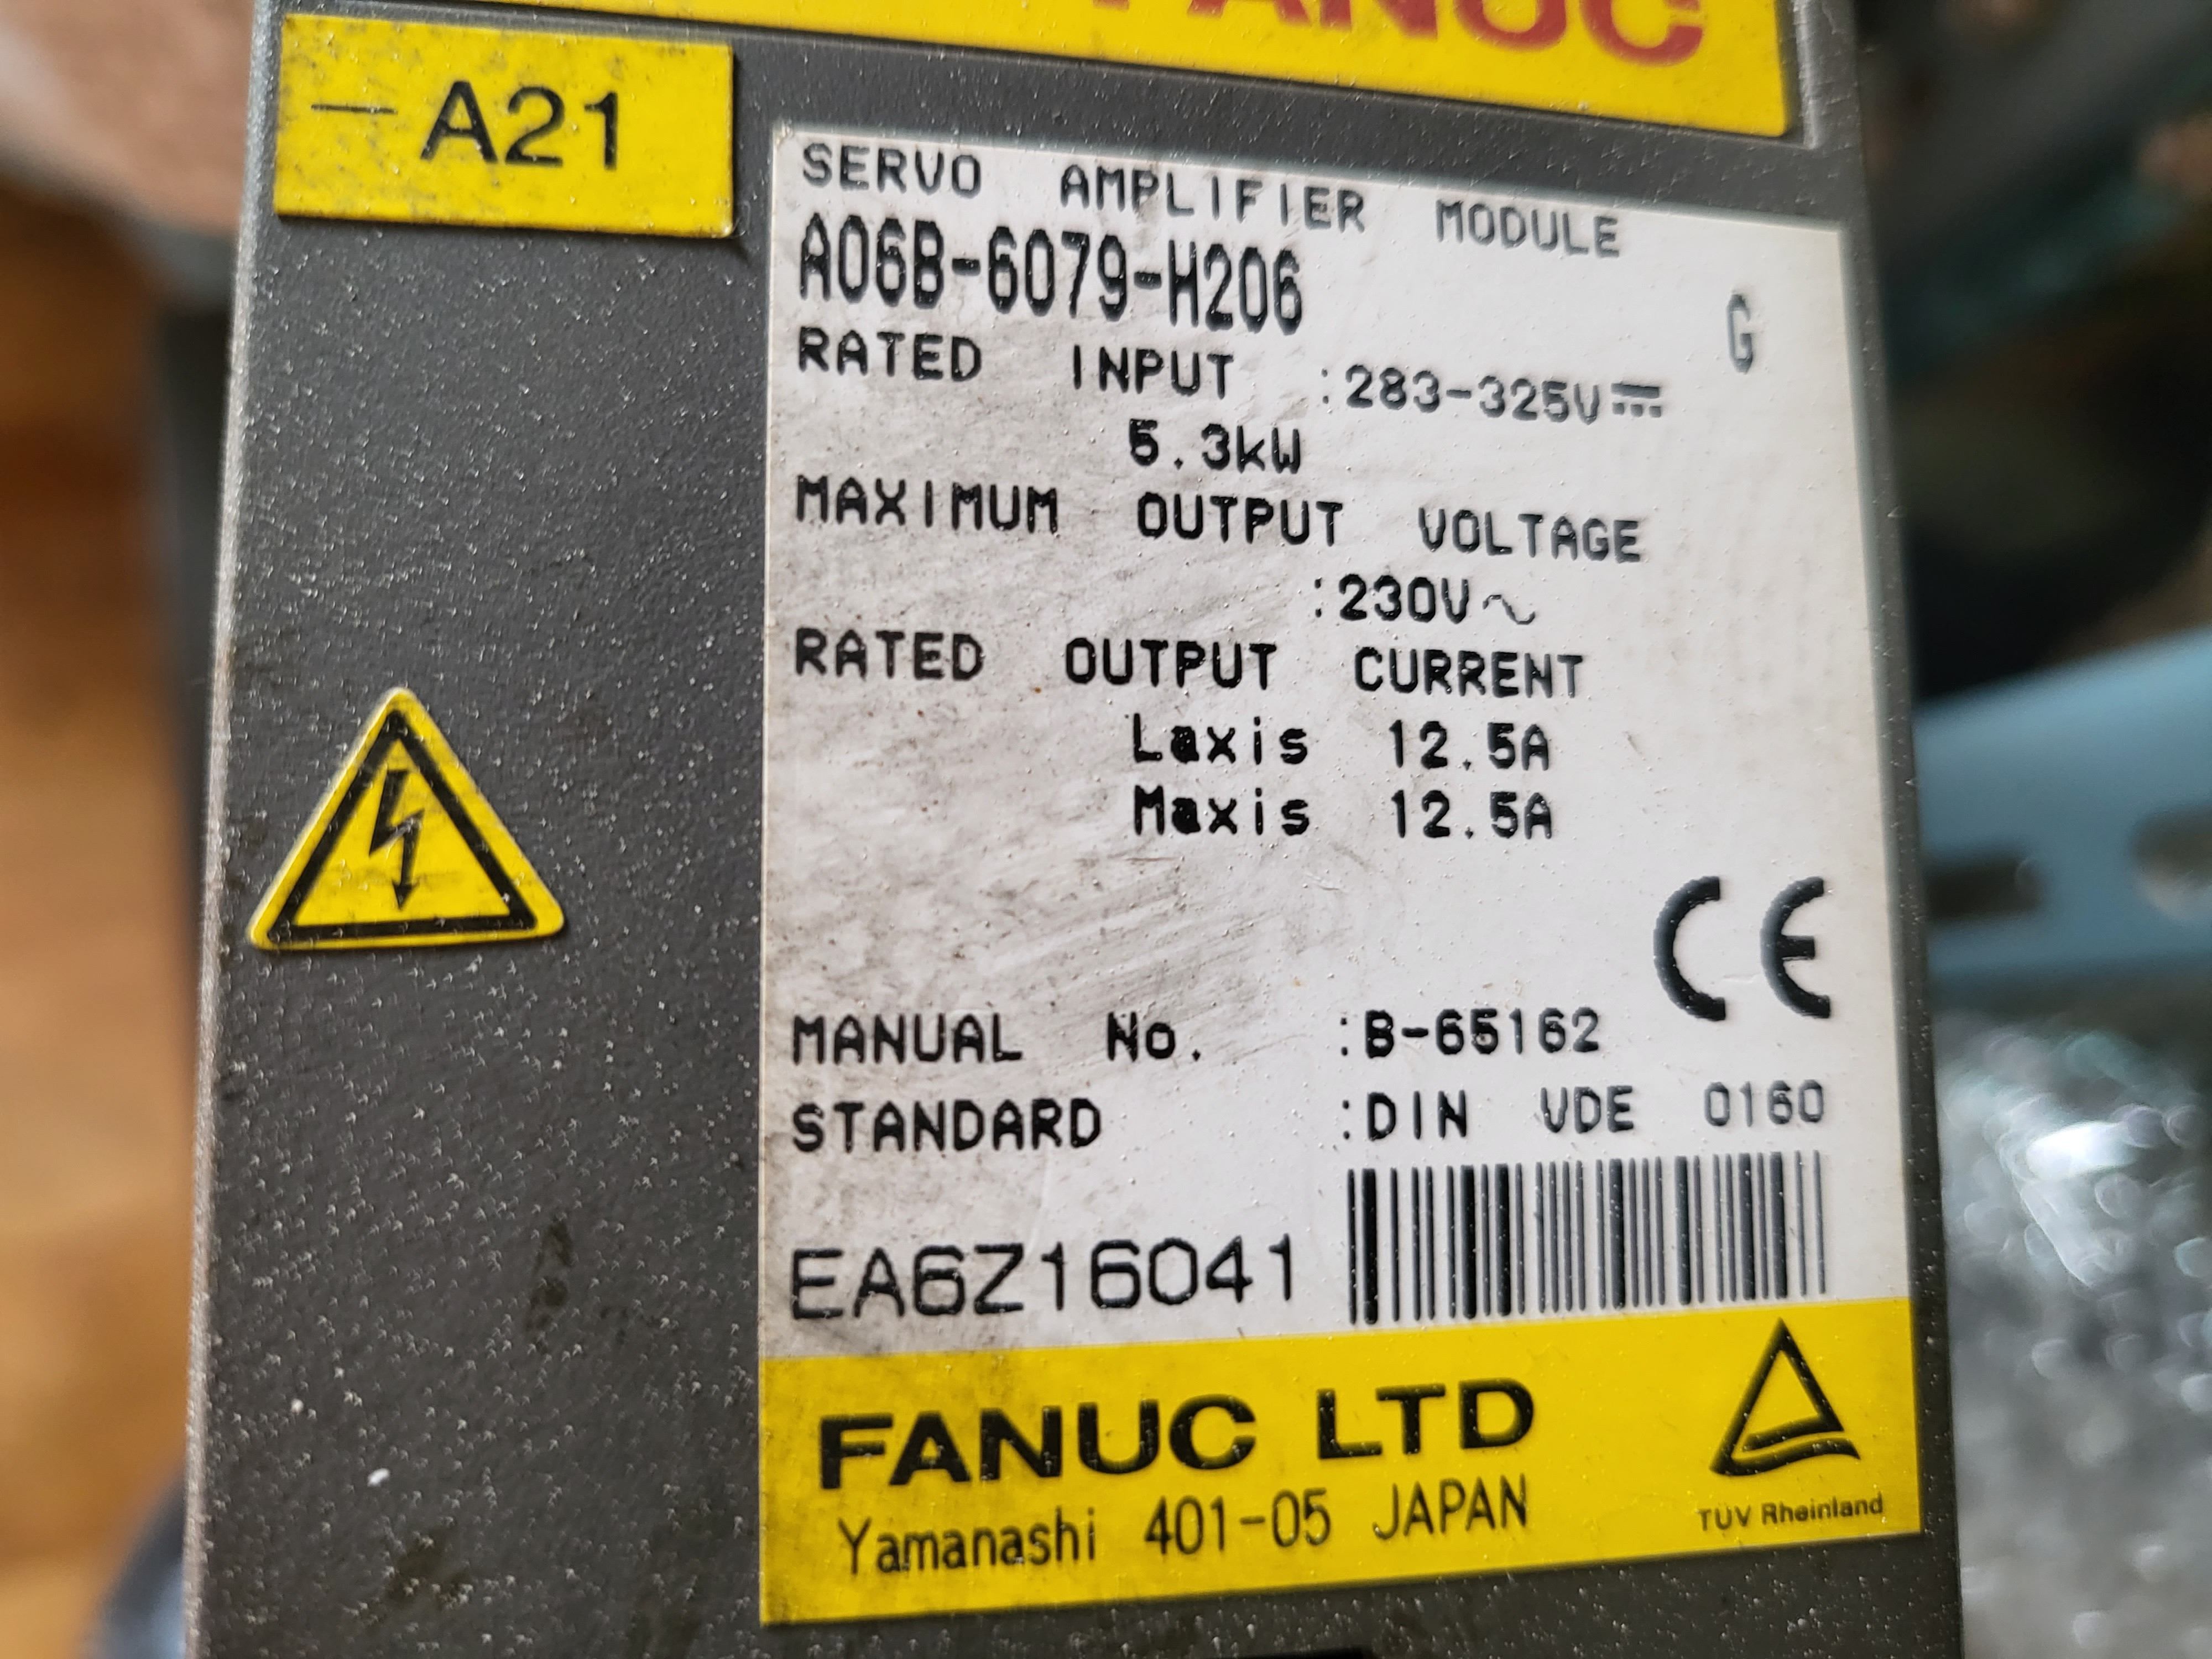 FANUC
—A21
SERVO AMPLIFIER MODULE
A06B-6079-H206
G
RATED INPUT :283-325V⎓
5.3kW
MAXIMUM OUTPUT VOLTAGE
:230V～
RATED OUTPUT CURRENT
Laxis 12.5A
Maxis 12.5A
CE
MANUAL No. :B-65162
STANDARD :DIN VDE 0160
EA6Z16041
FANUC LTD
Yamanashi 401-05 JAPAN
TÜV Rheinland